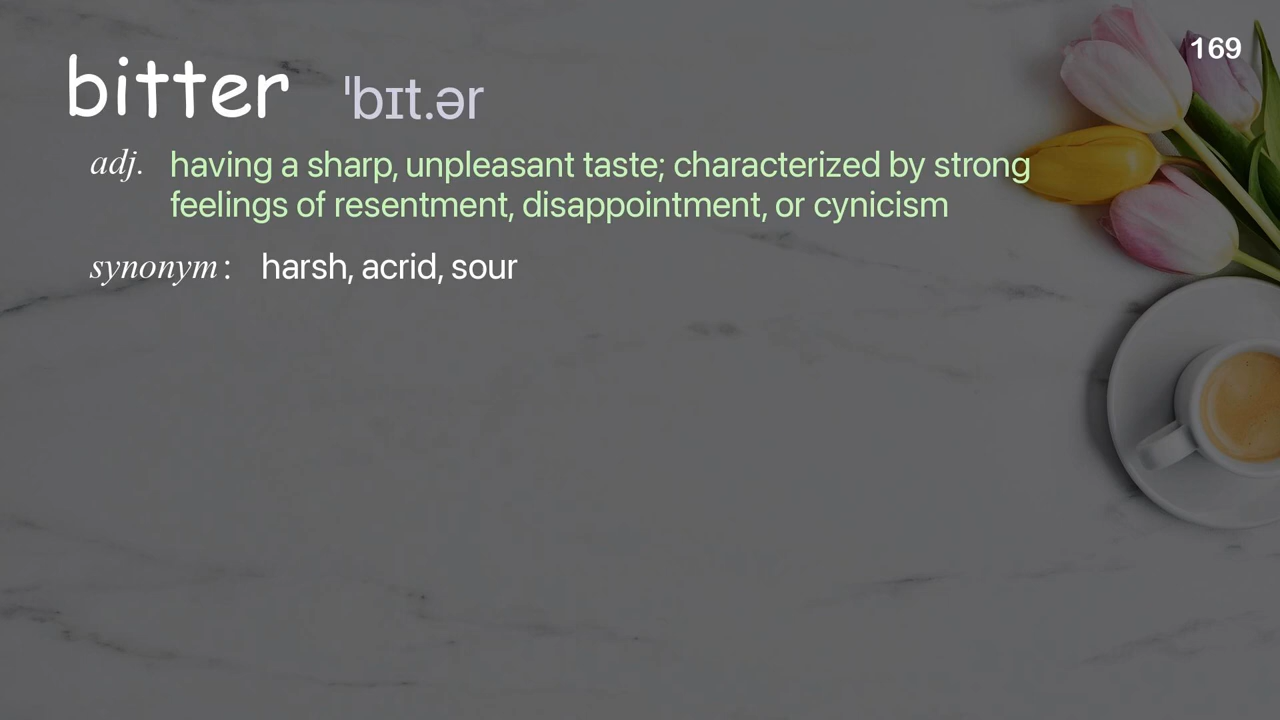 169
bitter ˈbɪt.ər
adj. having a sharp, unpleasant taste; characterized by strong
feelings of resentment, disappointment, or cynicism
synonym: harsh, acrid, sour